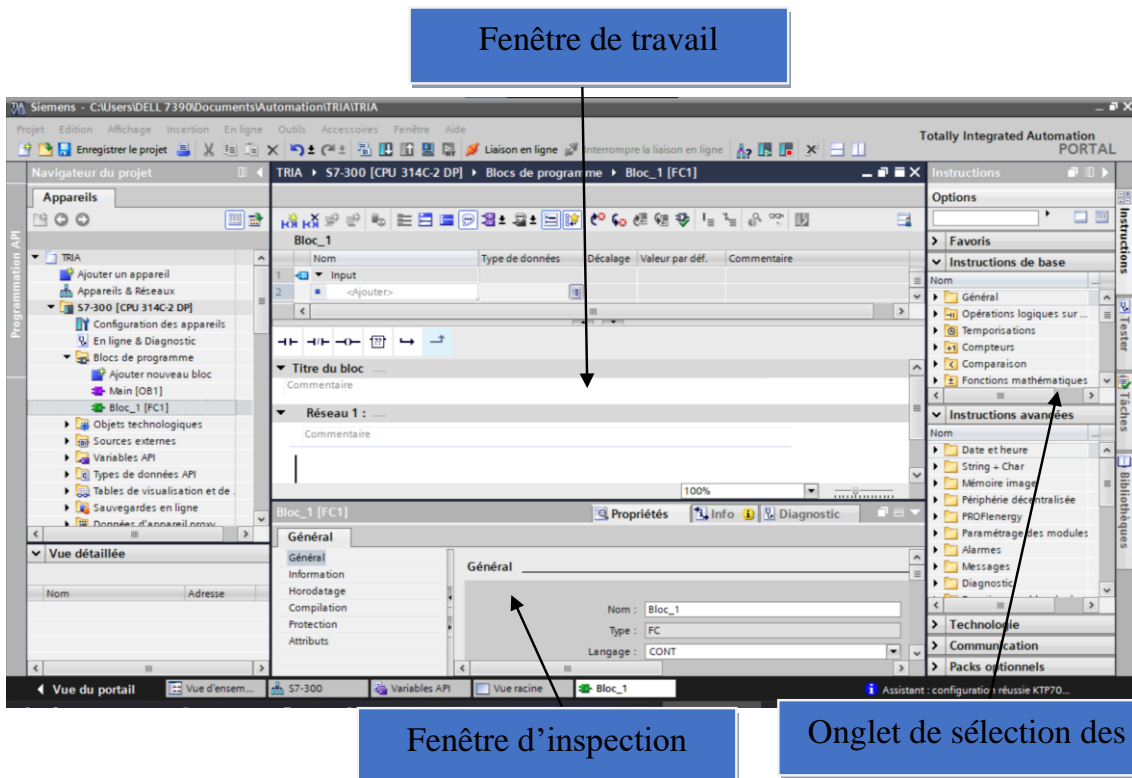 Fenêtre de travail
Siemens - C:\Users\DELL 7390\Documents\Automation\TRIA\TRIA
Projet Edition Affichage Insertion En ligne Outils Accessoires Fenêtre Aide
Totally Integrated Automation
PORTAL
Enregistrer le projet Liaison en ligne Interrompre la liaison en ligne
Navigateur du projet
TRIA S7-300 [CPU 314C-2 DP] Blocs de programme Bloc_1 [FC1]
Instructions
Appareils
Options
Programmation API
TRIA
Ajouter un appareil
Appareils & Réseaux
S7-300 [CPU 314C-2 DP]
Configuration des appareils
En ligne & Diagnostic
Blocs de programme
Ajouter nouveau bloc
Main [OB1]
Bloc_1 [FC1]
Objets technologiques
Sources externes
Variables API
Types de données API
Tables de visualisation et de
Sauvegardes en ligne
Données d'appareil proxy
Vue détaillée
Nom Adresse
Bloc_1
Nom Type de données Décalage Valeur par déf. Commentaire
1 Input
2 <Ajouter>
Titre du bloc
Commentaire
Réseau 1 :
Commentaire
100%
Bloc_1 [FC1]
Propriétés Info Diagnostic
Général
Général
Information
Horodatage
Compilation
Protection
Attributs
Général
Nom : Bloc_1
Type : FC
Langage : CONT
Favoris
Instructions de base
Nom
Général
Opérations logiques sur ...
Temporisations
Compteurs
Comparaison
Fonctions mathématiques
Instructions avancées
Nom
Date et heure
String + Char
Mémoire image
Périphérie décentralisée
PROFIenergy
Paramétrage des modules
Alarmes
Messages
Diagnostic
Technologie
Communication
Packs optionnels
Instructions
Tester
Tâches
Bibliothèques
Vue du portail Vue d'ensem... S7-300 Variables API Vue racine Bloc_1 Assistant : configuration réussie KTP70...
Fenêtre d'inspection
Onglet de sélection des